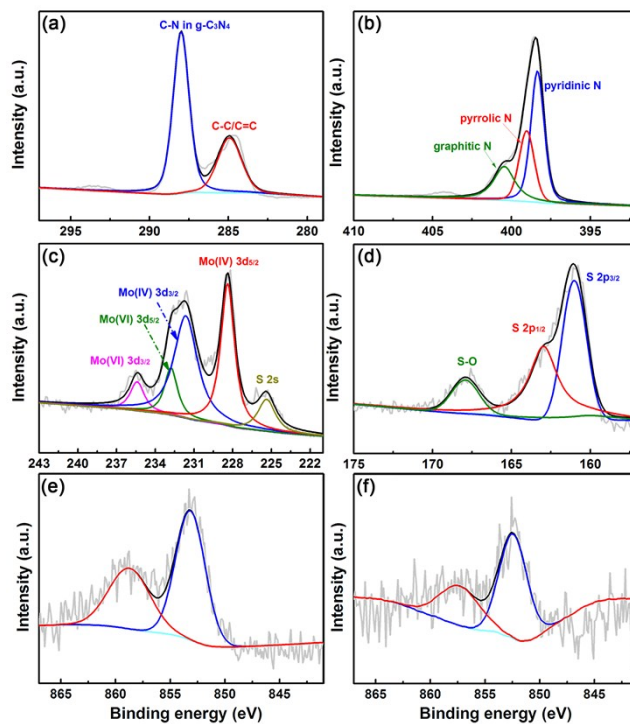 (a)
C-N in g-C₃N₄
C-C/C=C
Intensity (a.u.)
295 290 285 280
(b)
pyridinic N
pyrrolic N
graphitic N
Intensity (a.u.)
410 405 400 395
(c)
Mo(IV) 3d5/2
Mo(IV) 3d3/2
Mo(VI) 3d5/2
Mo(VI) 3d3/2
S 2s
Intensity (a.u.)
243 240 237 234 231 228 225 222
(d)
S 2p3/2
S 2p1/2
S-O
Intensity (a.u.)
175 170 165 160
(e)
Intensity (a.u.)
865 860 855 850 845
Binding energy (eV)
(f)
Intensity (a.u.)
865 860 855 850 845
Binding energy (eV)